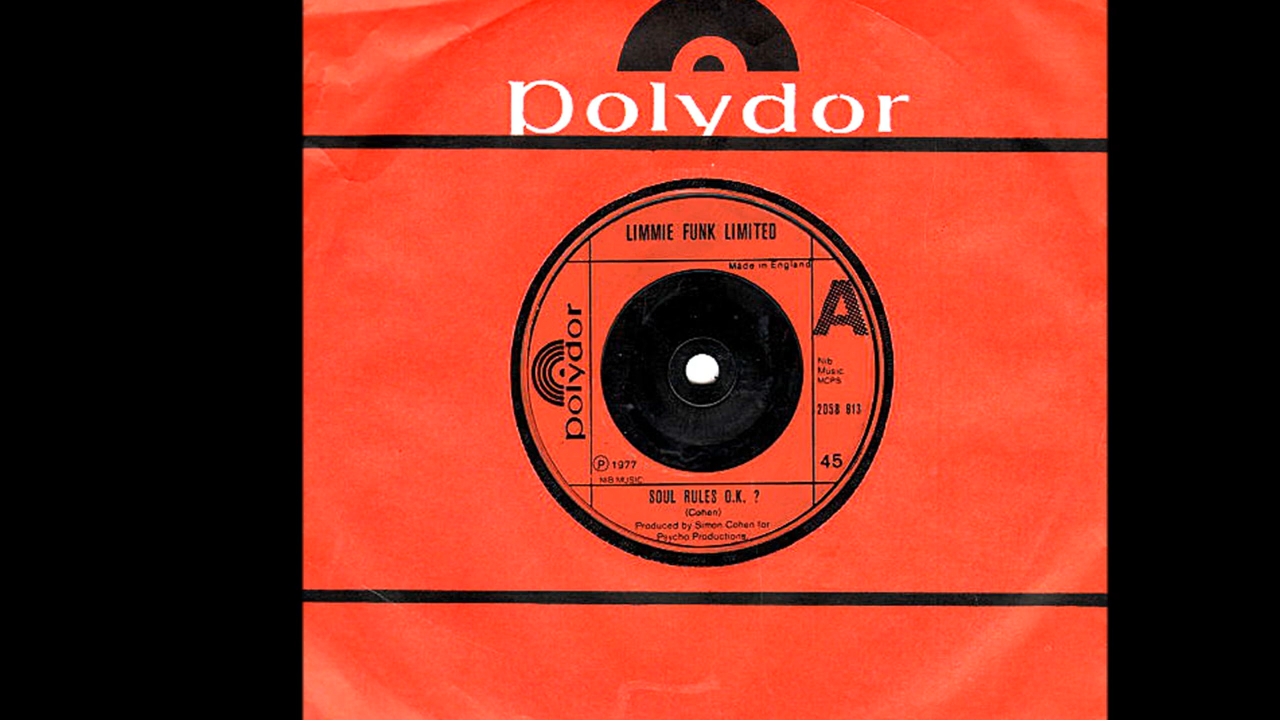 polydor
LIMMIE FUNK LIMITED
Made in England
A
polydor
Nib
Music
MCPS
2058 913
45
Ⓟ 1977
NIB MUSIC
SOUL RULES O.K. ?
(Cohen)
Produced by Simon Cohen for
Psycho Productions